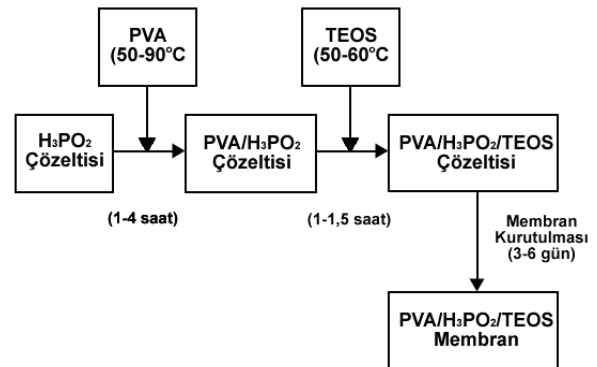 PVA
(50-90°C
TEOS
(50-60°C
H₃PO₂
Çözeltisi
PVA/H₃PO₂
Çözeltisi
PVA/H₃PO₂/TEOS
Çözeltisi
(1-4 saat)
(1-1,5 saat)
Membran
Kurutulması
(3-6 gün)
PVA/H₃PO₂/TEOS
Membran